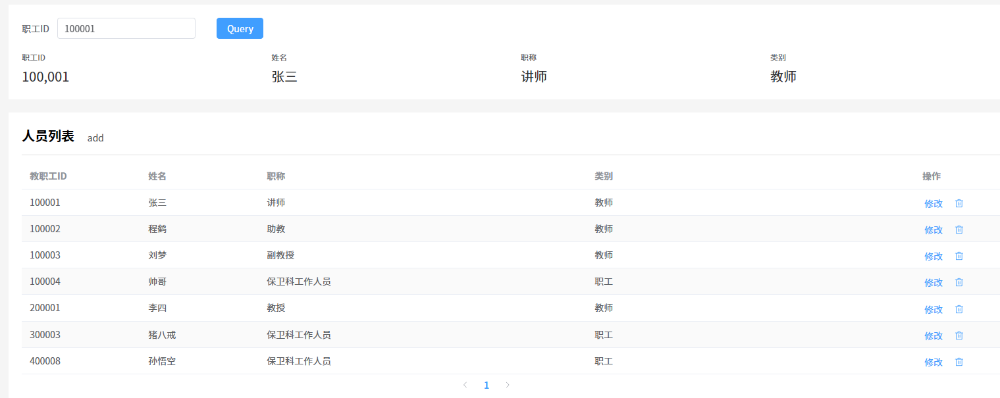 职工ID 100001 Query
职工ID 姓名 职称 类别
100,001 张三 讲师 教师
人员列表 add
教职工ID 姓名 职称 类别 操作
100001 张三 讲师 教师 修改
100002 程鹤 助教 教师 修改
100003 刘梦 副教授 教师 修改
100004 帅哥 保卫科工作人员 职工 修改
200001 李四 教授 教师 修改
300003 猪八戒 保卫科工作人员 职工 修改
400008 孙悟空 保卫科工作人员 职工 修改
1